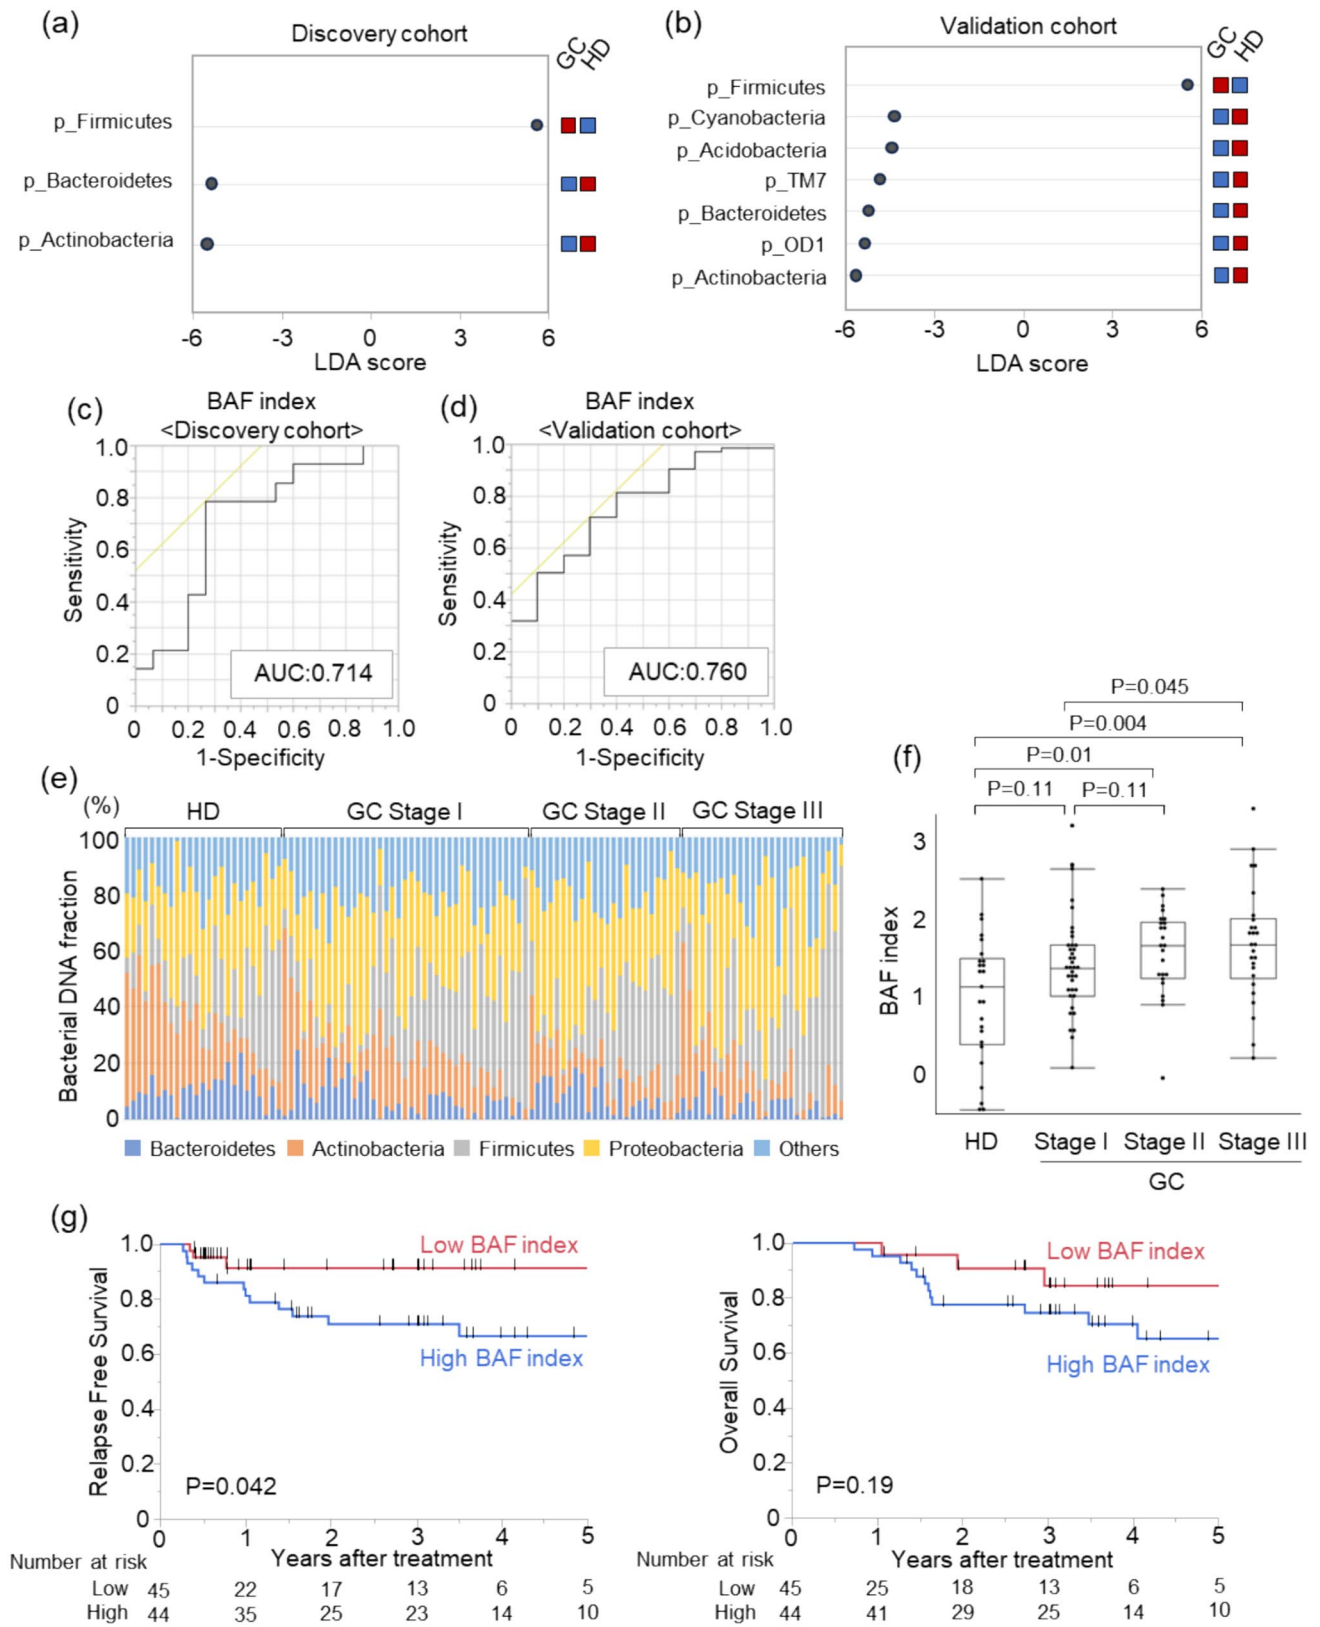 (a)
Discovery cohort
GC
HD
p_Firmicutes
p_Bacteroidetes
p_Actinobacteria
-6 -3 0 3 6
LDA score
(b)
Validation cohort
GC
HD
p_Firmicutes
p_Cyanobacteria
p_Acidobacteria
p_TM7
p_Bacteroidetes
p_OD1
p_Actinobacteria
-6 -3 0 3 6
LDA score
(c)
BAF index
<Discovery cohort>
Sensitivity
1.0
0.8
0.6
0.4
0.2
0
AUC:0.714
0 0.2 0.4 0.6 0.8 1.0
1-Specificity
(d)
BAF index
<Validation cohort>
Sensitivity
1.0
0.8
0.6
0.4
0.2
0
AUC:0.760
0 0.2 0.4 0.6 0.8 1.0
1-Specificity
(e)
(%)
HD GC Stage I GC Stage II GC Stage III
Bacterial DNA fraction
100
80
60
40
20
0
Bacteroidetes Actinobacteria Firmicutes Proteobacteria Others
(f)
P=0.045
P=0.004
P=0.01
P=0.11 P=0.11
BAF index
3
2
1
0
HD Stage I Stage II Stage III
GC
(g)
Relapse Free Survival
1.0
0.8
0.6
0.4
0.2
0
Low BAF index
High BAF index
P=0.042
0 1 2 3 4 5
Years after treatment
Number at risk
Low 45 22 17 13 6 5
High 44 35 25 23 14 10
Overall Survival
1.0
0.8
0.6
0.4
0.2
0
Low BAF index
High BAF index
P=0.19
0 1 2 3 4 5
Years after treatment
Number at risk
Low 45 25 18 13 6 5
High 44 41 29 25 14 10